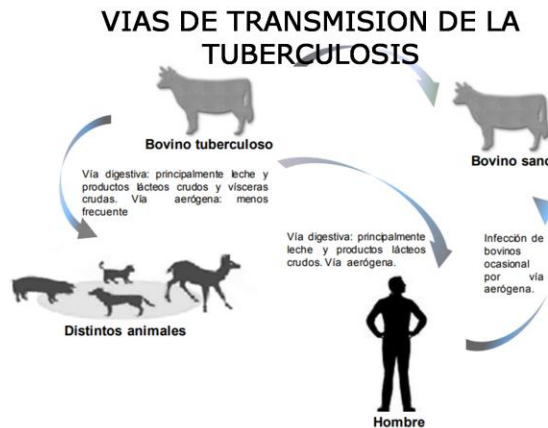 VIAS DE TRANSMISION DE LA
TUBERCULOSIS
Bovino tuberculoso
Bovino sano
Vía digestiva: principalmente leche y
productos lácteos crudos y vísceras
crudas. Vía aerógena: menos
frecuente
Vía digestiva: principalmente
leche y productos lácteos
crudos. Vía aerógena.
Infección de
bovinos
ocasional
por vía
aerógena.
Distintos animales
Hombre